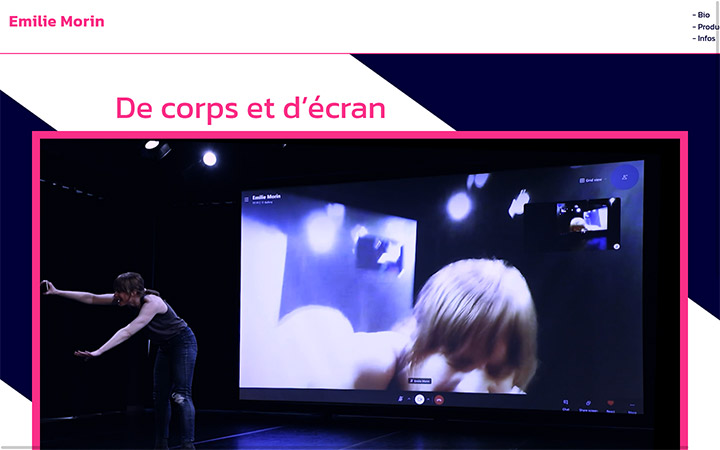 Emilie Morin
- Bio
- Produ
- Infos
De corps et d'écran
Emilie Morin
Grid view
Emilie Morin
Chat
Share screen
React
More